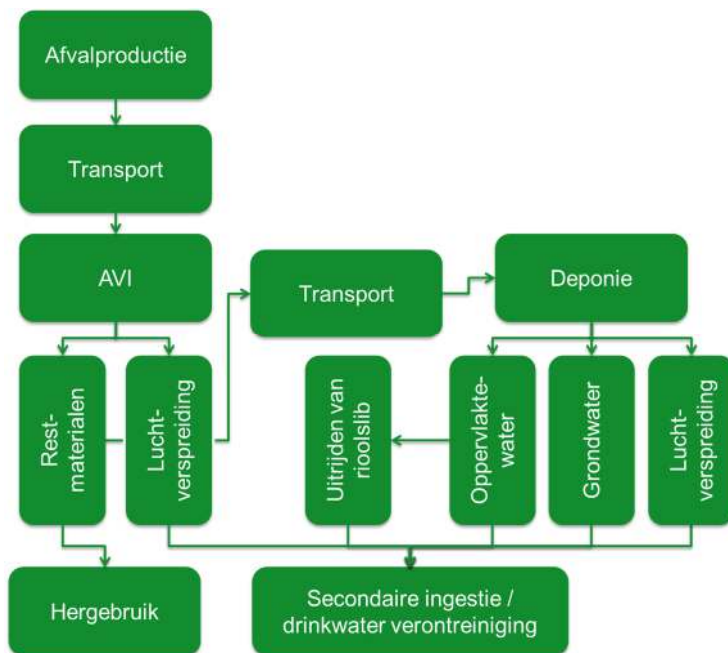 Afvalproductie
Transport
AVI
Transport
Deponie
Rest-
materialen
Lucht-
verspreiding
Uitrijden van
rioolslib
Oppervlakte-
water
Grondwater
Lucht-
verspreiding
Hergebruik
Secondaire ingestie /
drinkwater verontreiniging